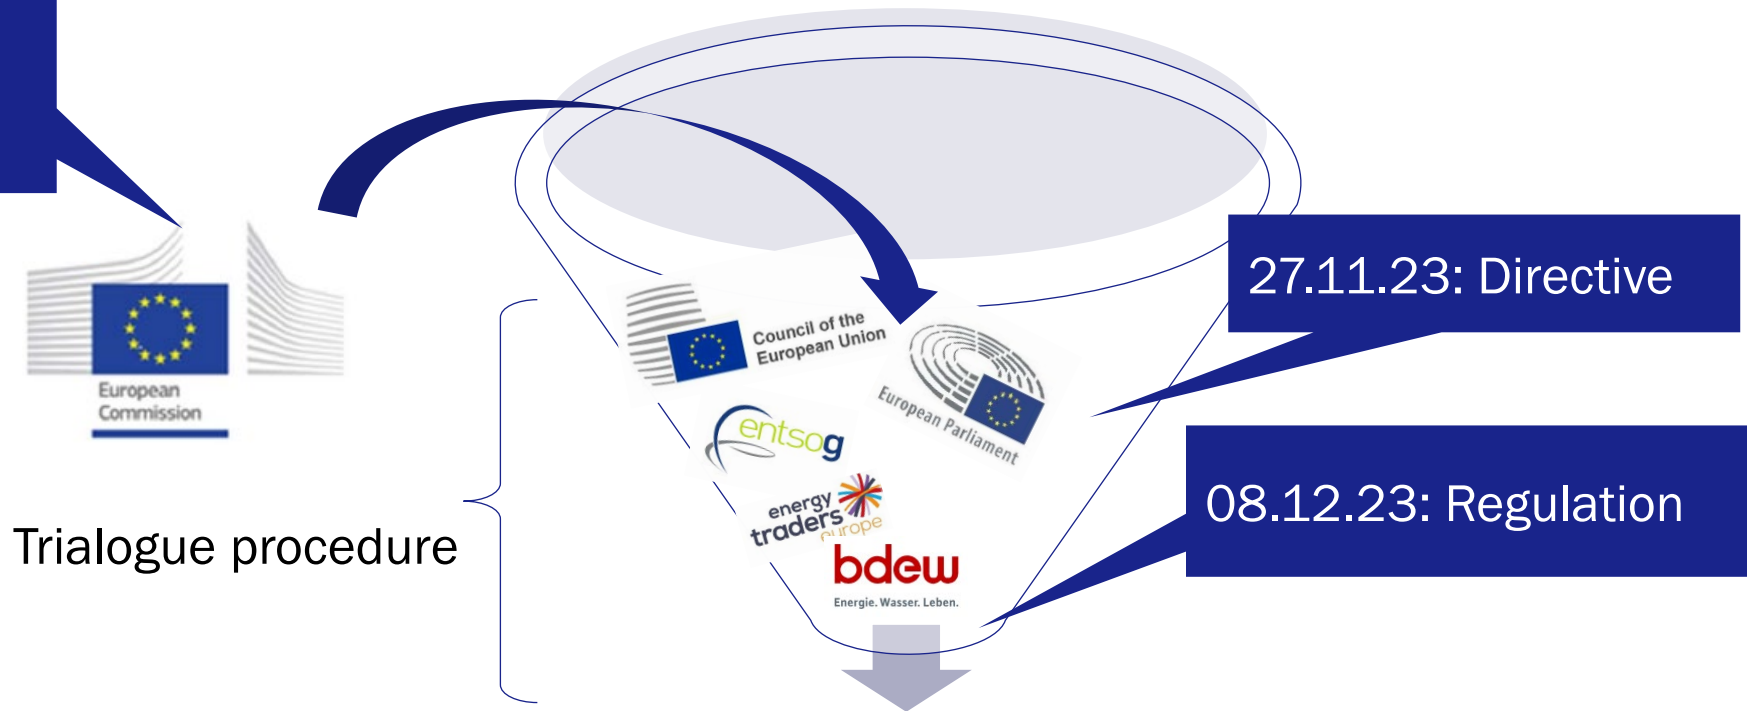 European
Commission
Trialogue procedure
Council of the
European Union
European Parliament
entsog
energy
traders
europe
bdew
Energie. Wasser. Leben.
27.11.23: Directive
08.12.23: Regulation